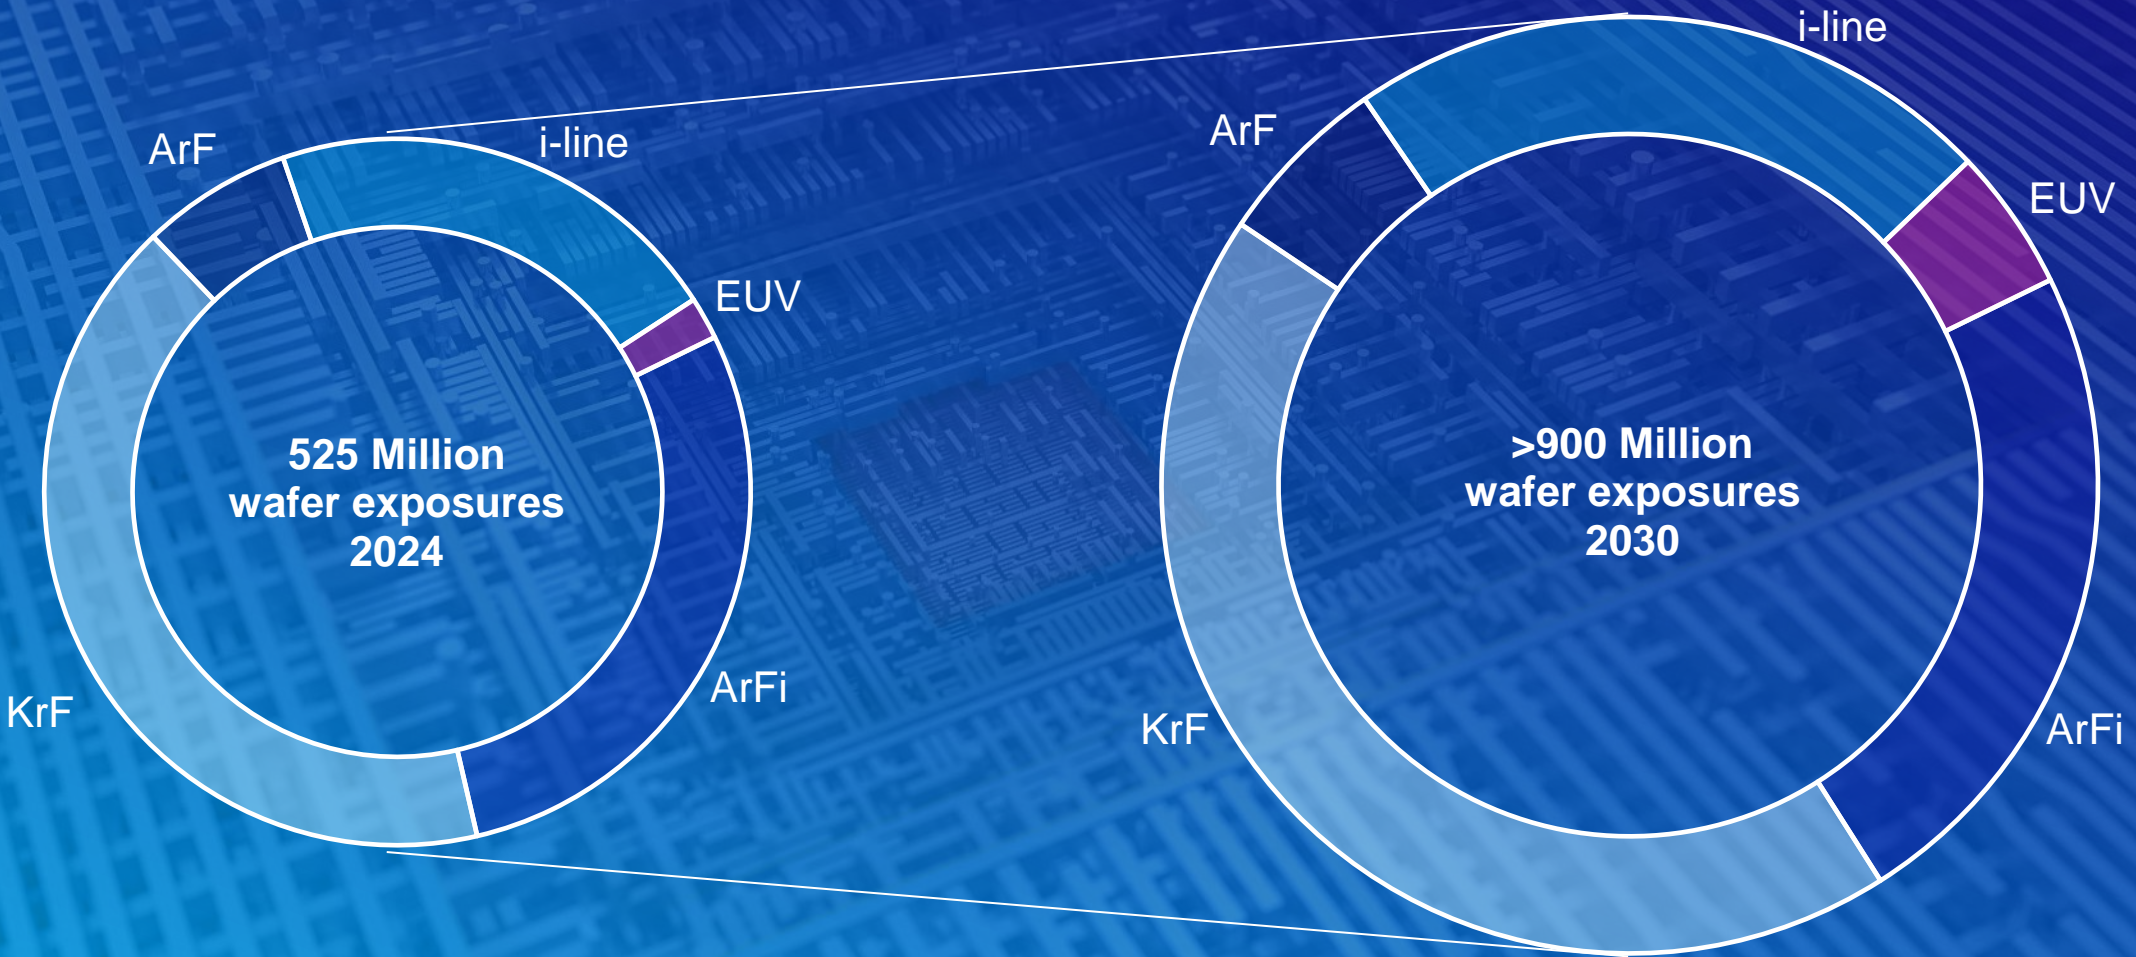 ArF
i-line
EUV
525 Million
wafer exposures
2024
ArFi
KrF
i-line
ArF
EUV
>900 Million
wafer exposures
2030
KrF
ArFi